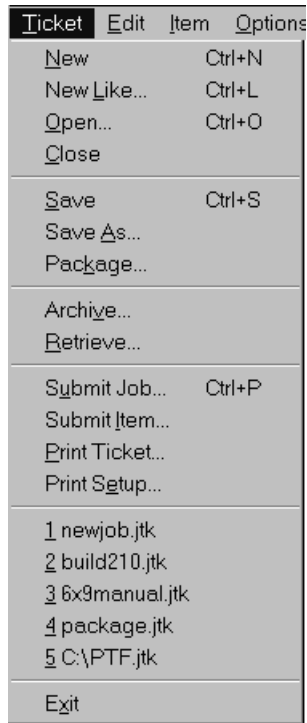 Ticket Edit Item Options
New Ctrl+N
New Like... Ctrl+L
Open... Ctrl+O
Close
Save Ctrl+S
Save As...
Package...
Archive...
Retrieve...
Submit Job... Ctrl+P
Submit Item...
Print Ticket...
Print Setup...
1 newjob.jtk
2 build210.jtk
3 6x9manual.jtk
4 package.jtk
5 C:\PTF.jtk
Exit